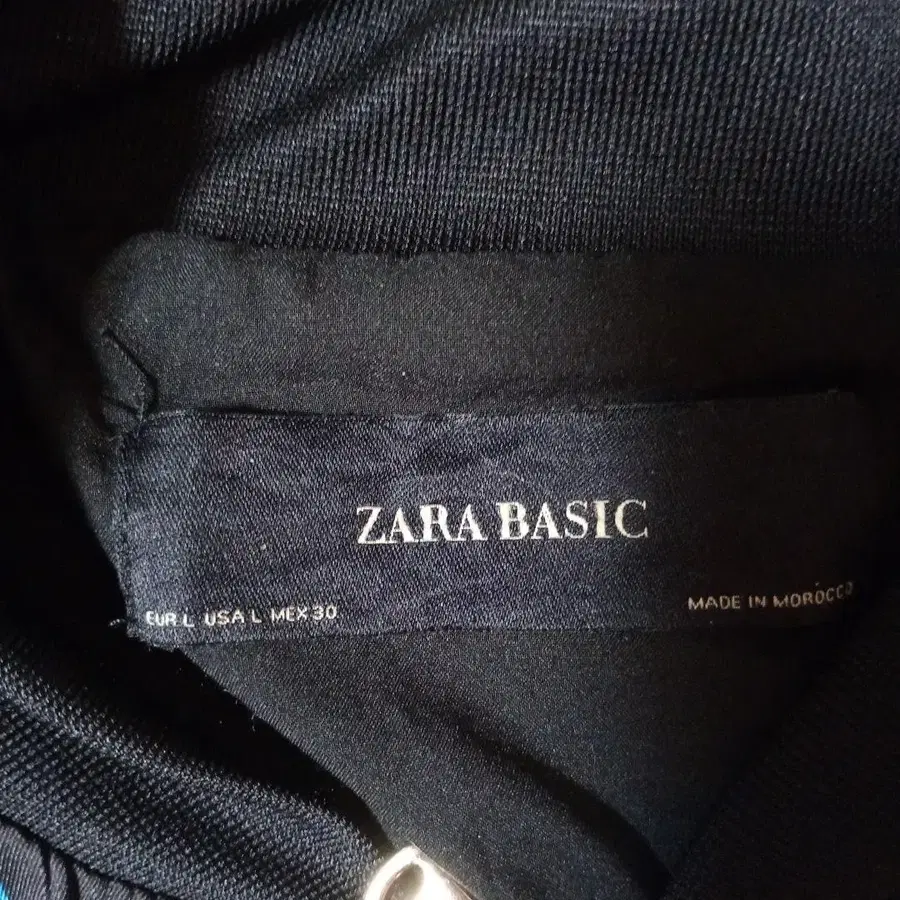 ZARA BASIC
EUR L USA L MEX 30
MADE IN MOROCCO